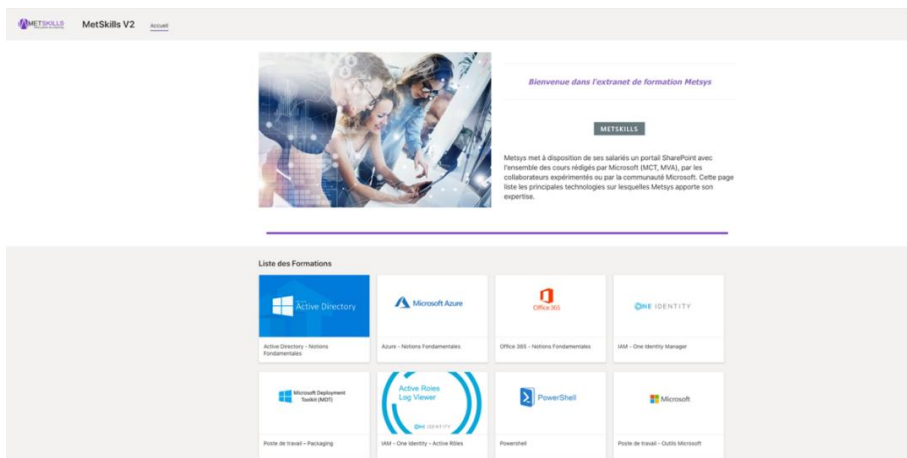 METSKILLS
MetSkills V2
Accueil
Bienvenue dans l'extranet de formation Metsys
METSKILLS
Metsys met à disposition de ses salariés un portail SharePoint avec
l'ensemble des cours rédigés par Microsoft (MCT, MVA), par les
collaborateurs expérimentés ou par la communauté Microsoft. Cette page
liste les principales technologies sur lesquelles Metsys apporte son
expertise.
Liste des Formations
Active Directory
Microsoft Azure
Office 365
ONE IDENTITY
Active Directory - Notions
Fondamentales
Azure - Notions Fondamentales
Office 365 - Notions Fondamentales
IAM - One Identity Manager
Microsoft Deployment
Toolkit (MDT)
Active Roles
Log Viewer
ONE IDENTITY
PowerShell
Microsoft
Poste de travail - Packaging
IAM - One Identity - Active Rôles
Powershell
Poste de travail - Outils Microsoft